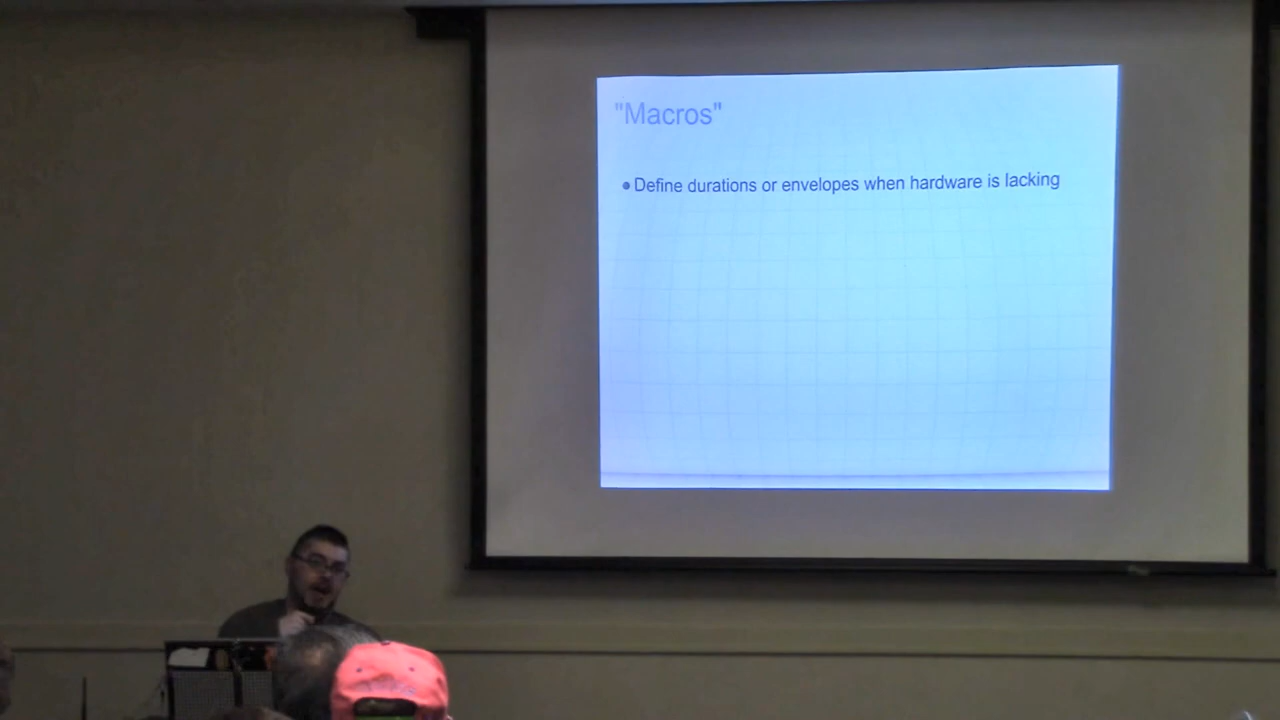 "Macros"
• Define durations or envelopes when hardware is lacking